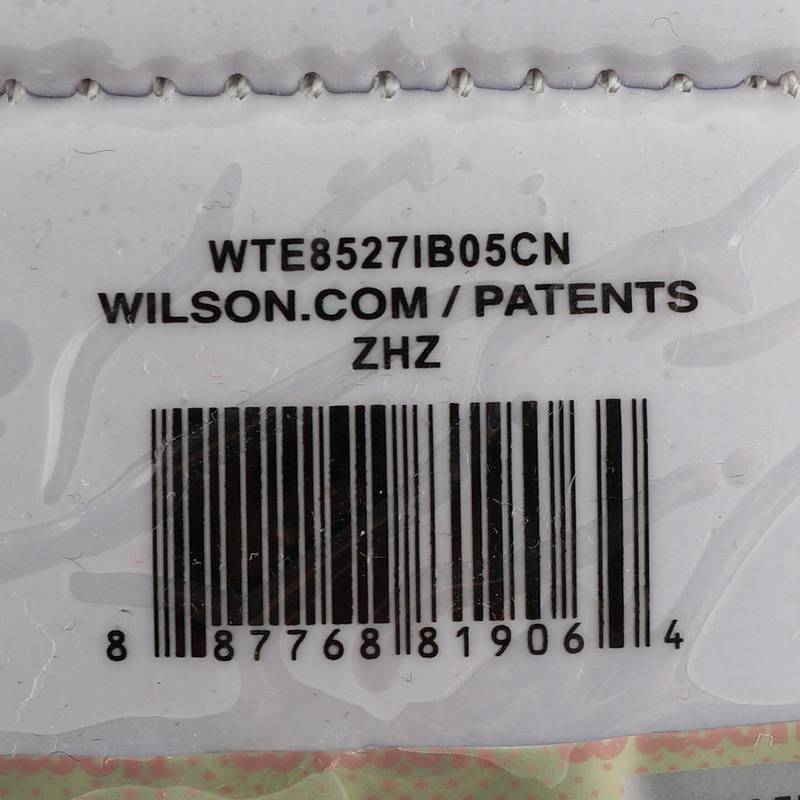 WTE8527IB05CN
WILSON.COM / PATENTS
ZHZ
8 87768 81906 4